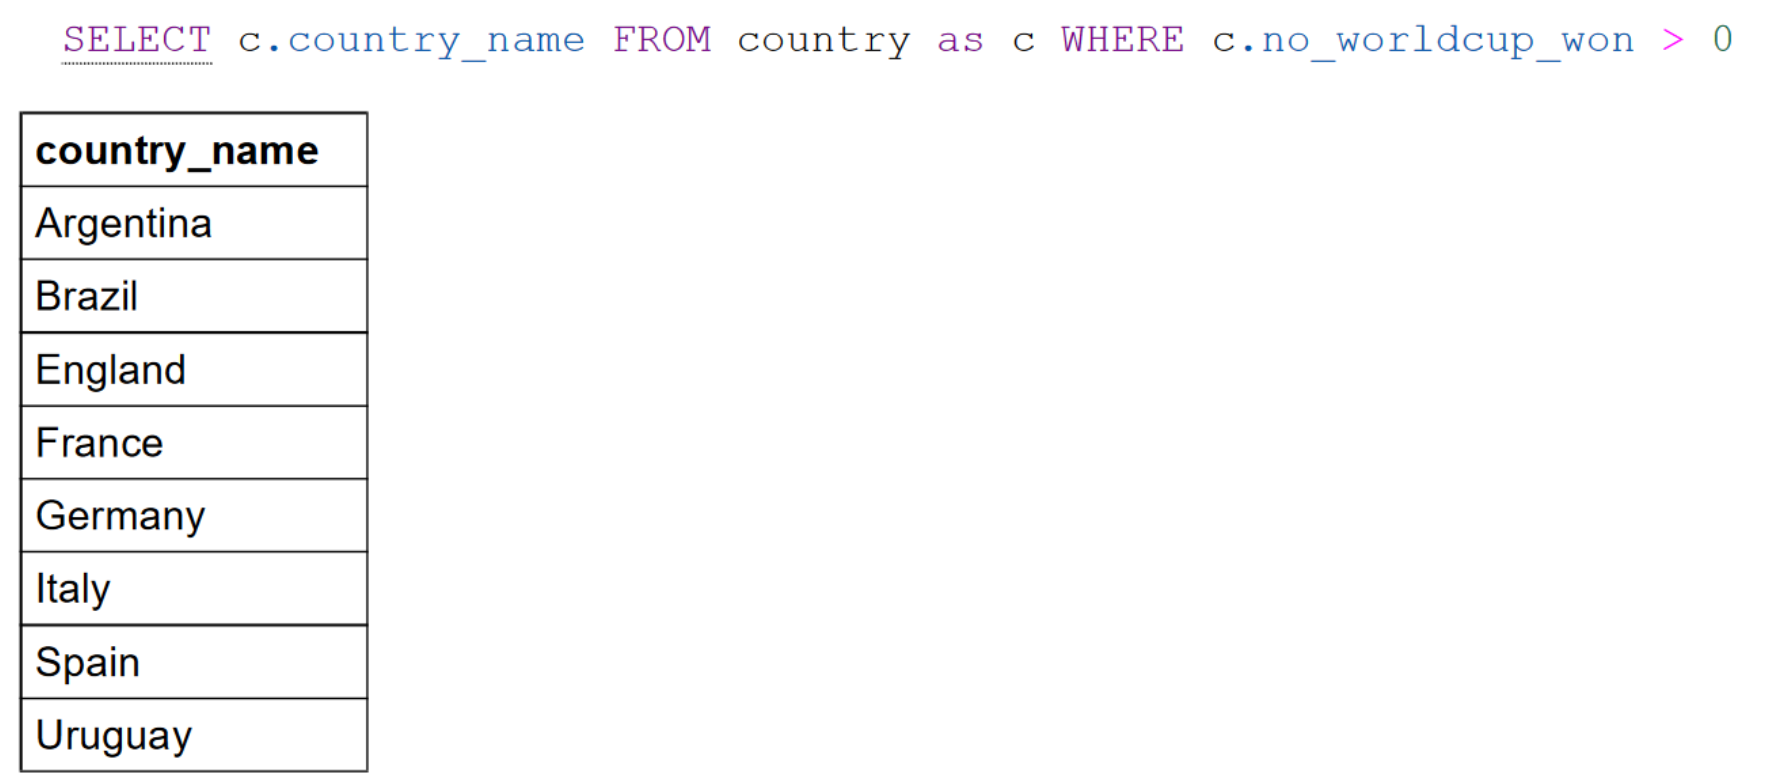 SELECT c.country_name FROM country as c WHERE c.no_worldcup_won > 0
country_name
Argentina
Brazil
England
France
Germany
Italy
Spain
Uruguay